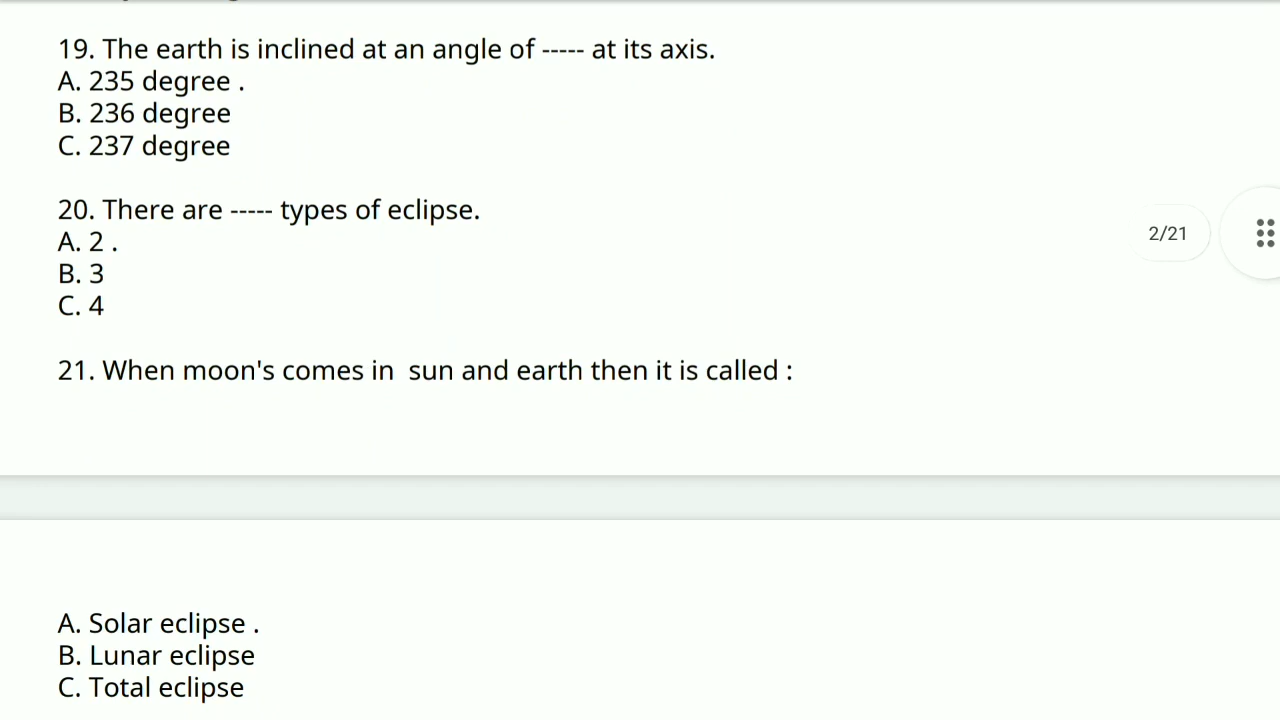 19. The earth is inclined at an angle of ----- at its axis.
A. 235 degree .
B. 236 degree
C. 237 degree
20. There are ----- types of eclipse.
A. 2 .
B. 3
C. 4
2/21
21. When moon's comes in  sun and earth then it is called :
A. Solar eclipse .
B. Lunar eclipse
C. Total eclipse